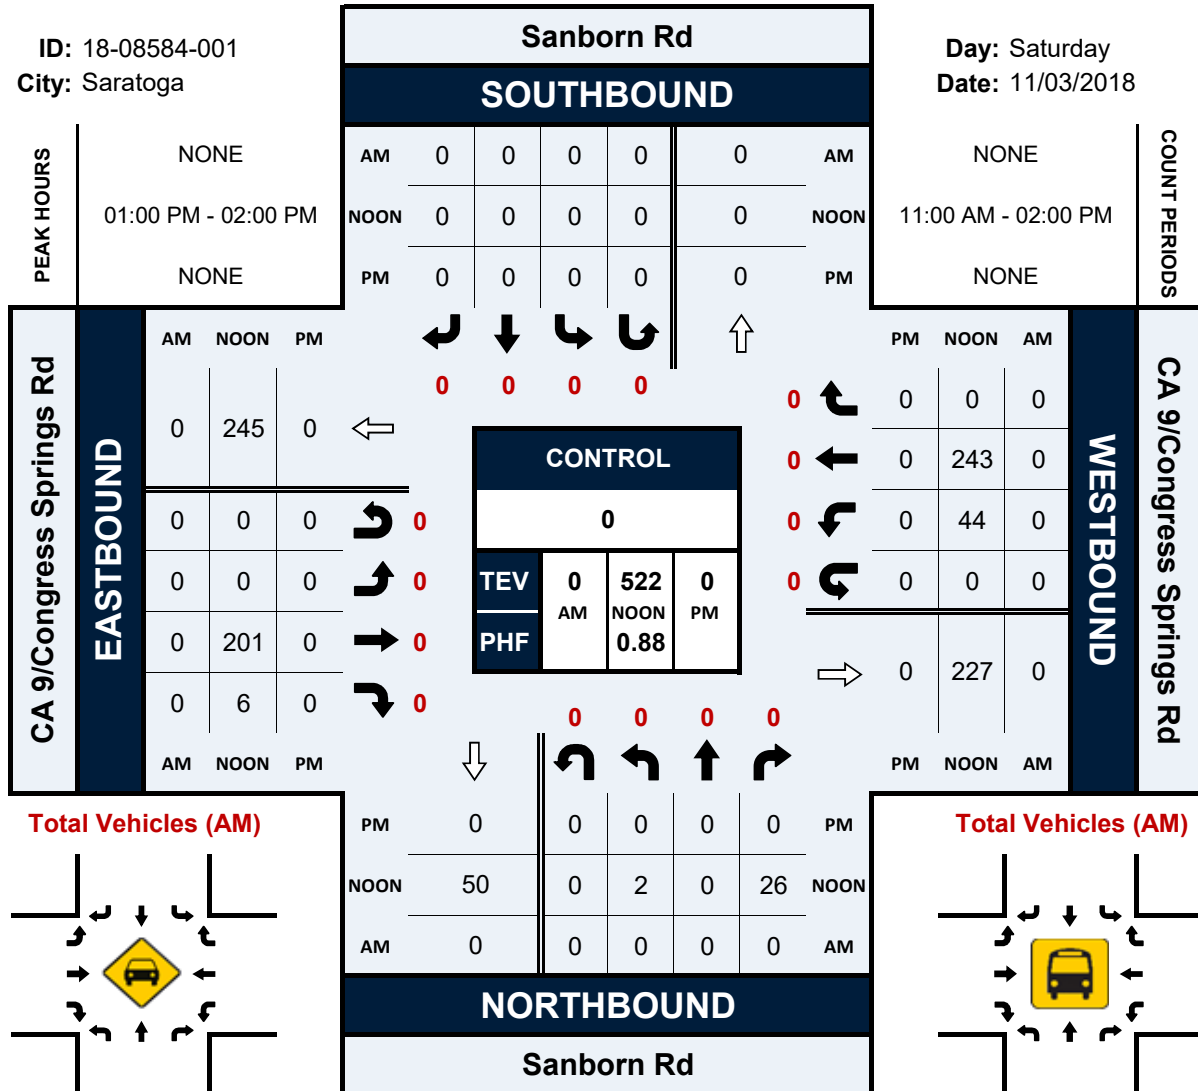 Sanborn Rd
ID: 18-08584-001
Day: Saturday
City: Saratoga
Date: 11/03/2018
SOUTHBOUND
PEAK HOURS
NONE
AM 0 0 0 0 0 AM
NONE
COUNT PERIODS
01:00 PM - 02:00 PM
NOON 0 0 0 0 0 NOON
11:00 AM - 02:00 PM
NONE
PM 0 0 0 0 0 PM
NONE
CA 9/Congress Springs Rd
EASTBOUND
AM NOON PM
PM NOON AM
0 0 0 0
0 245 0
0 0 0 0
0 0 243 0
0 0 0 0
0 0 44 0
0 0 0 0
0 0 0 0
0 201 0 0
0 227 0
0 6 0 0
AM NOON PM
PM NOON AM
WESTBOUND
CA 9/Congress Springs Rd
CONTROL
0
TEV 0 522 0
AM NOON PM
PHF 0.88
0 0 0 0
PM 0 0 0 0 0 PM
NOON 50 0 2 0 26 NOON
AM 0 0 0 0 0 AM
NORTHBOUND
Sanborn Rd
Total Vehicles (AM)
Total Vehicles (AM)